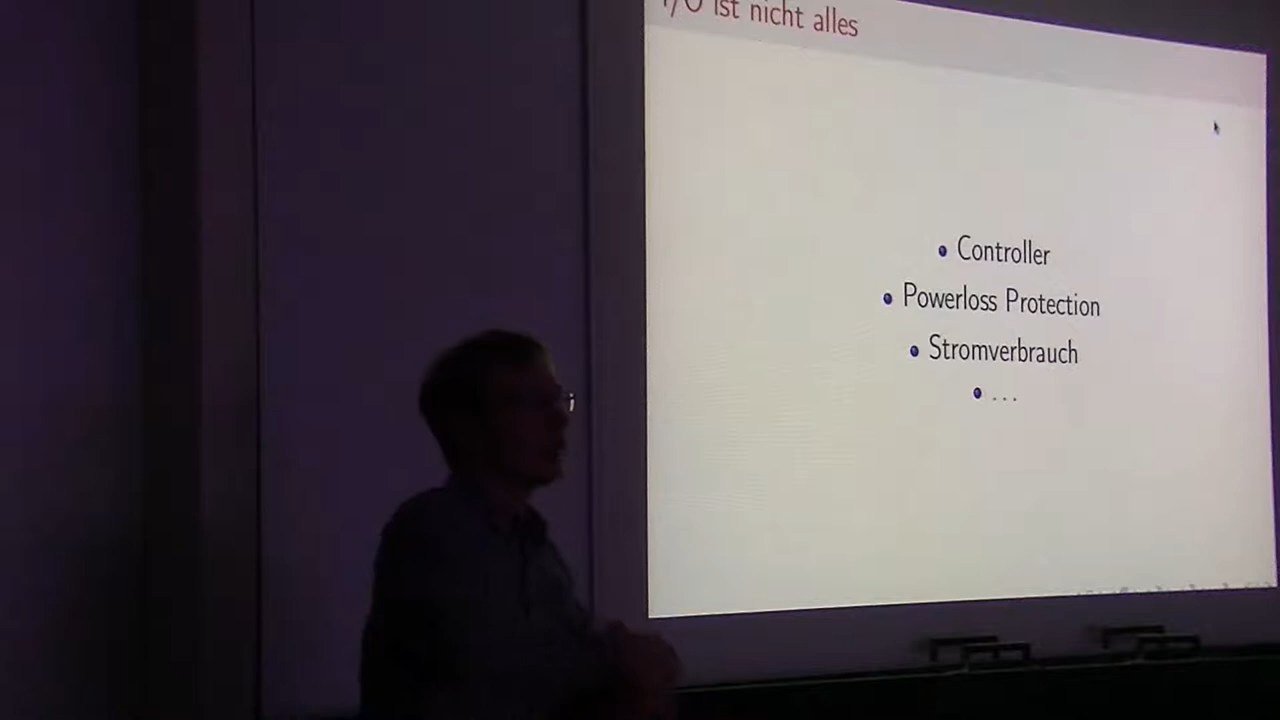 I/O ist nicht alles
Controller
Powerloss Protection
Stromverbrauch
...